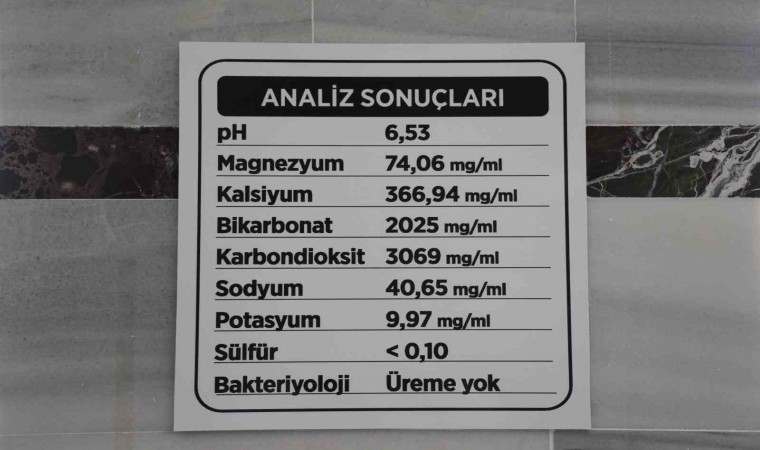 ANALİZ SONUÇLARI
pH 6,53
Magnezyum 74,06 mg/ml
Kalsiyum 366,94 mg/ml
Bikarbonat 2025 mg/ml
Karbondioksit 3069 mg/ml
Sodyum 40,65 mg/ml
Potasyum 9,97 mg/ml
Sülfür < 0,10
Bakteriyoloji Üreme yok